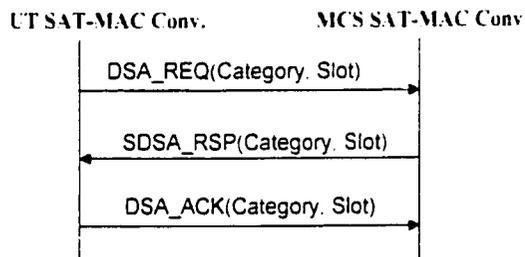 UT SAT-MAC Conv. MCS SAT-MAC Conv
DSA_REQ(Category. Slot)
SDSA_RSP(Category. Slot)
DSA_ACK(Category. Slot)